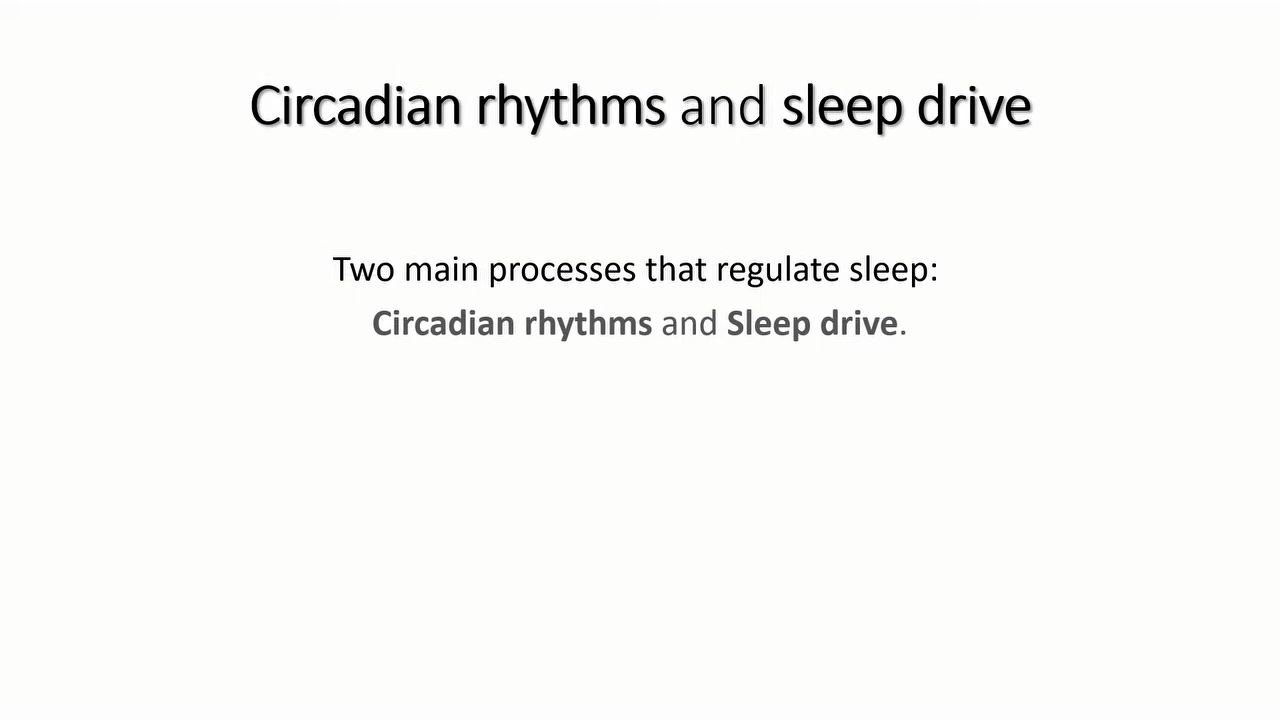 Circadian rhythms and sleep drive
Two main processes that regulate sleep:
Circadian rhythms and Sleep drive.